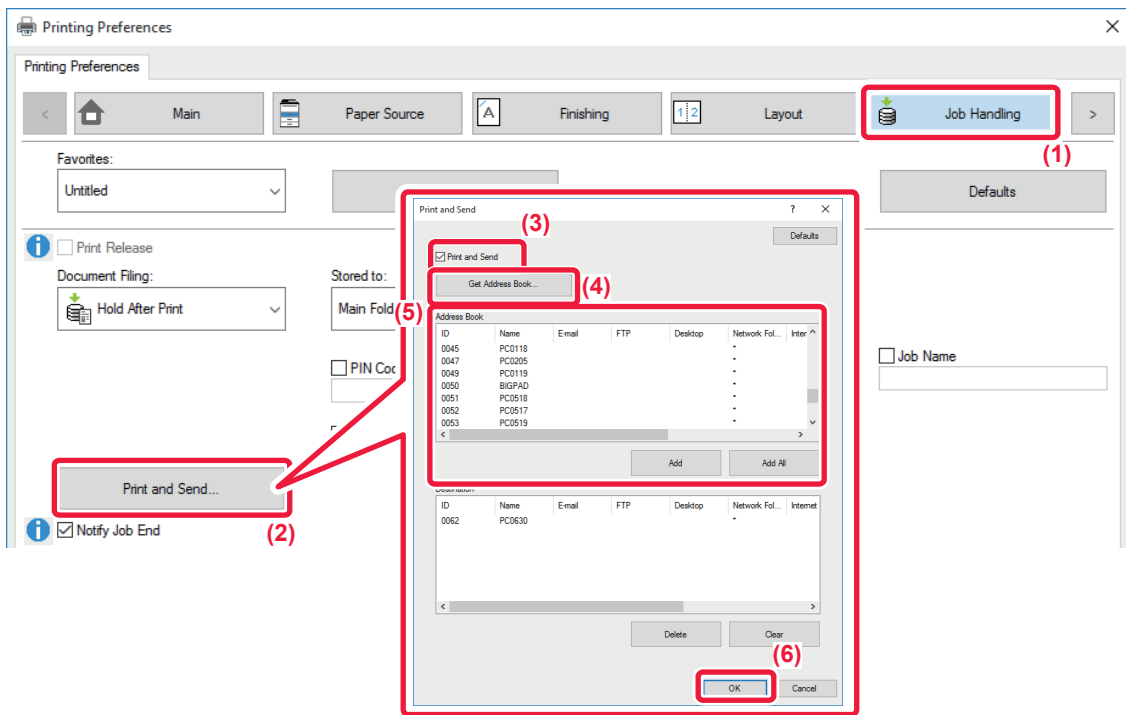 Printing Preferences
Printing Preferences
< Main Paper Source Finishing Layout Job Handling >
(1)
Favorites:
Untitled
Defaults
Print Release
Document Filing:
Hold After Print
Stored to:
Main Fold
PIN Coc
Job Name
Print and Send...
(2)
Notify Job End
Print and Send ? ×
Defaults
(3)
Print and Send
Get Address Book...
(4)
(5)
Address Book
ID Name E-mail FTP Desktop Network Fol... Inter
0045 PC0118 -
0047 PC0205 -
0049 PC0119 -
0050 BIGPAD -
0051 PC0518 -
0052 PC0517 -
0053 PC0519 -
Add Add All
Destination
ID Name E-mail FTP Desktop Network Fol... Internet
0062 PC0630 -
Delete Clear
(6)
OK Cancel